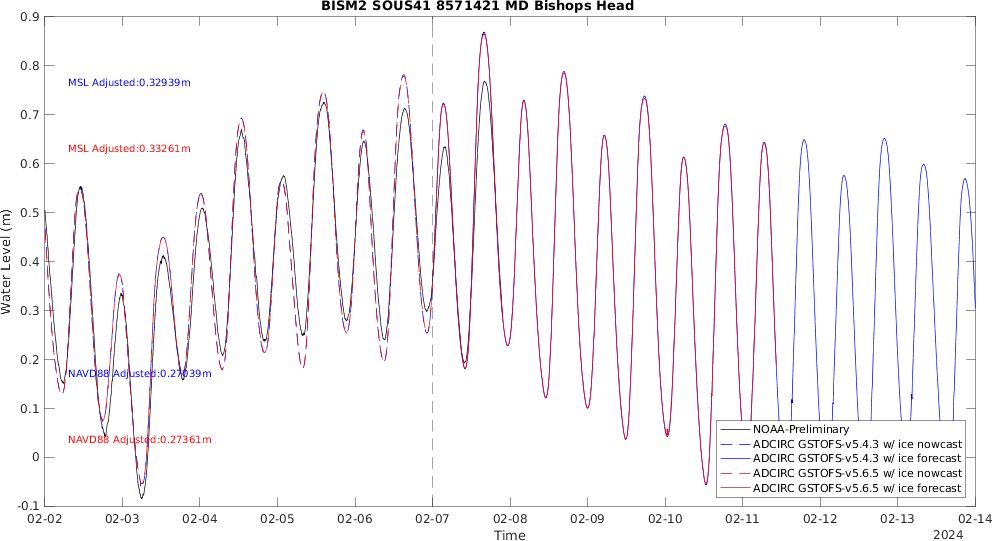 BISM2 SOUS41 8571421 MD Bishops Head
0.9
0.8
0.7
0.6
0.5
0.4
0.3
0.2
0.1
0
-0.1
Water Level (m)
MSL Adjusted:0.32939m
MSL Adjusted:0.33261m
NAVD88 Adjusted:0.27039m
NAVD88 Adjusted:0.27361m
NOAA-Preliminary
ADCIRC GSTOFS-v5.4.3 w/ ice nowcast
ADCIRC GSTOFS-v5.4.3 w/ ice forecast
ADCIRC GSTOFS-v5.6.5 w/ ice nowcast
ADCIRC GSTOFS-v5.6.5 w/ ice forecast
02-02 02-03 02-04 02-05 02-06 02-07 02-08 02-09 02-10 02-11 02-12 02-13 02-14
Time
2024